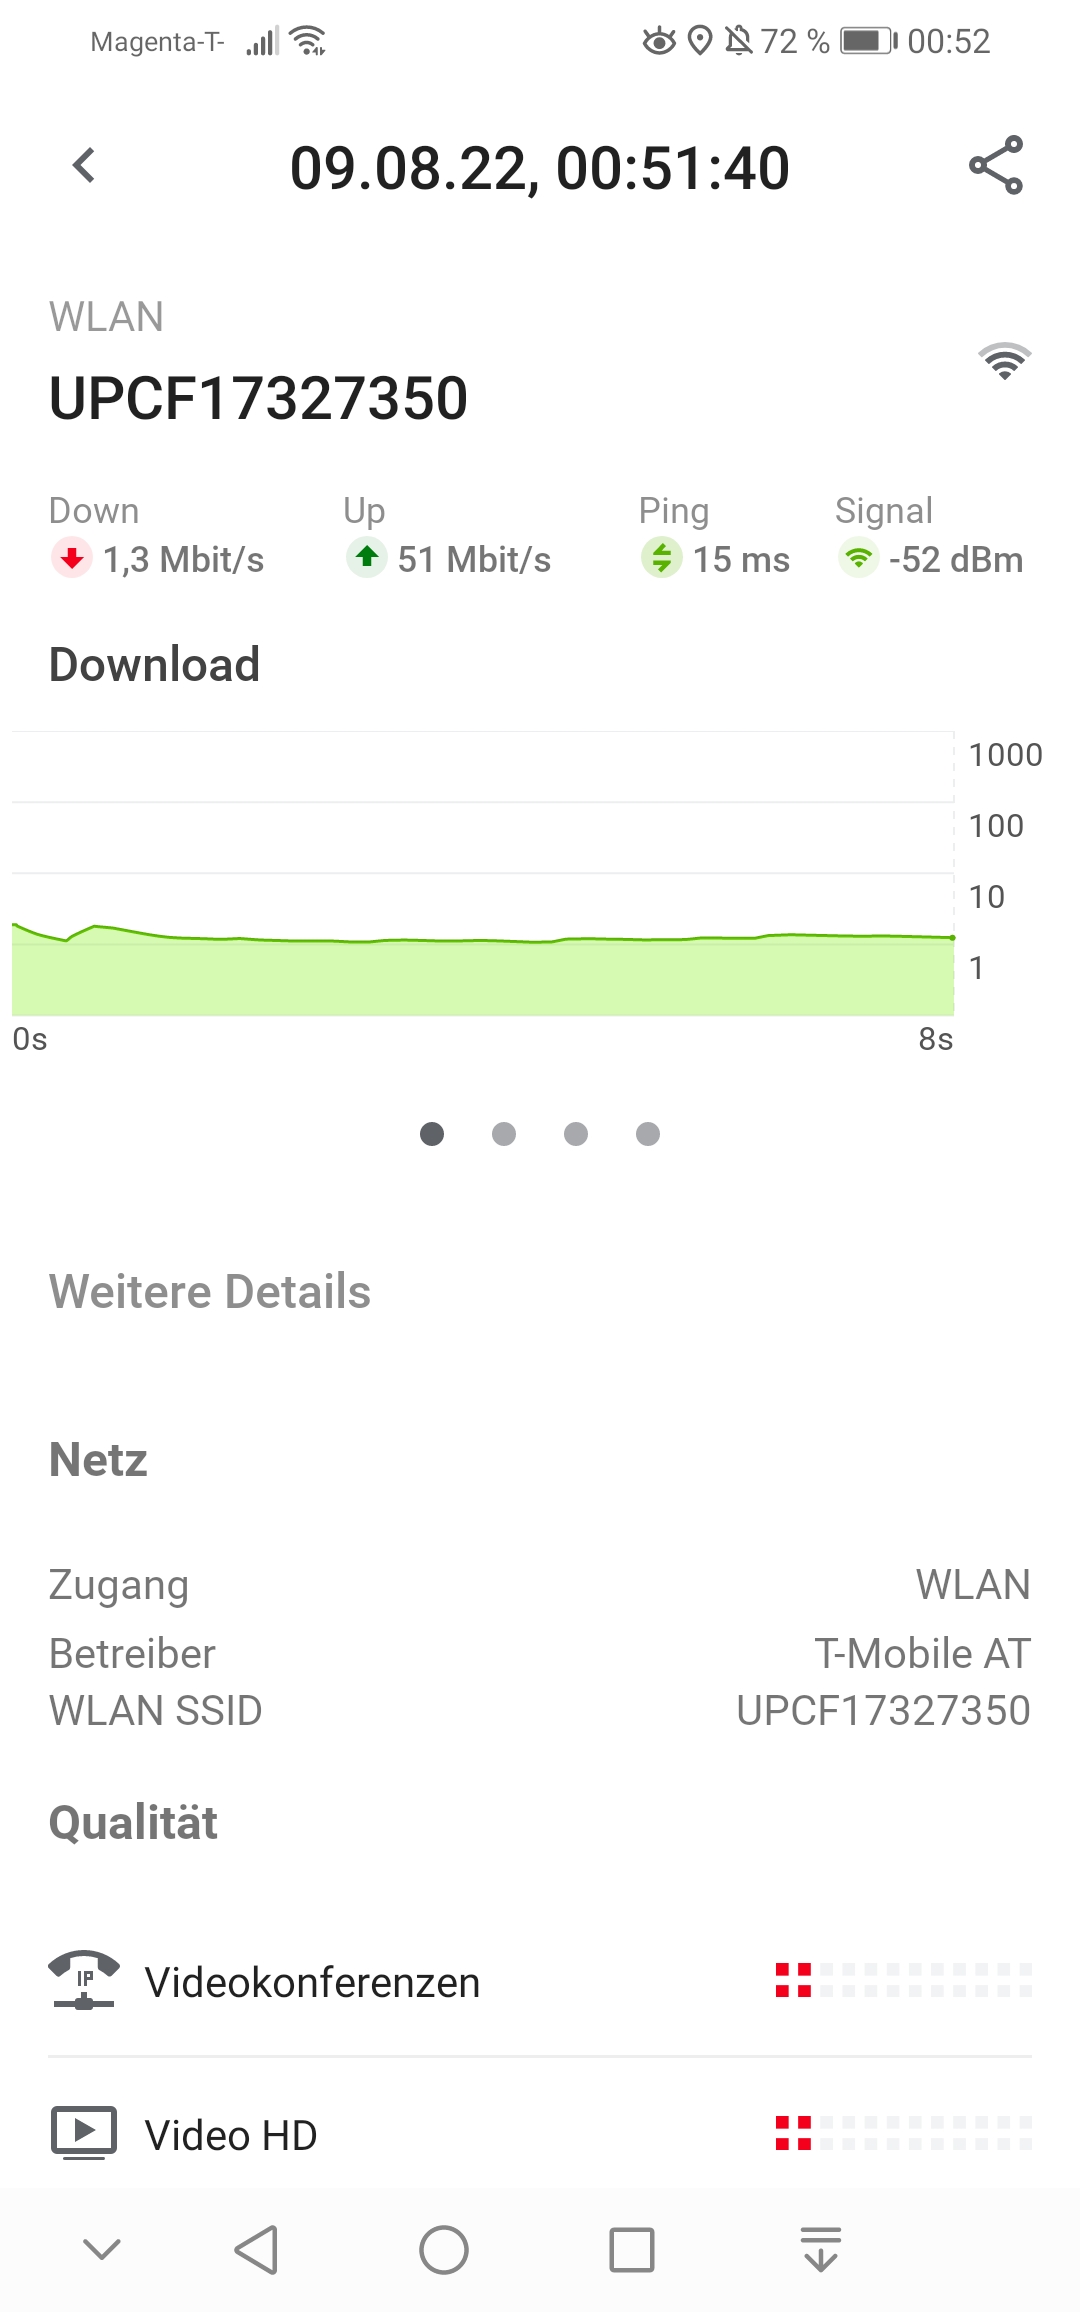 Magenta-T- 72 % 00:52
09.08.22, 00:51:40
WLAN
UPCF17327350
Down Up Ping Signal
1,3 Mbit/s 51 Mbit/s 15 ms -52 dBm
Download
1000
100
10
1
0s 8s
Weitere Details
Netz
Zugang WLAN
Betreiber T-Mobile AT
WLAN SSID UPCF17327350
Qualität
IP Videokonferenzen
Video HD